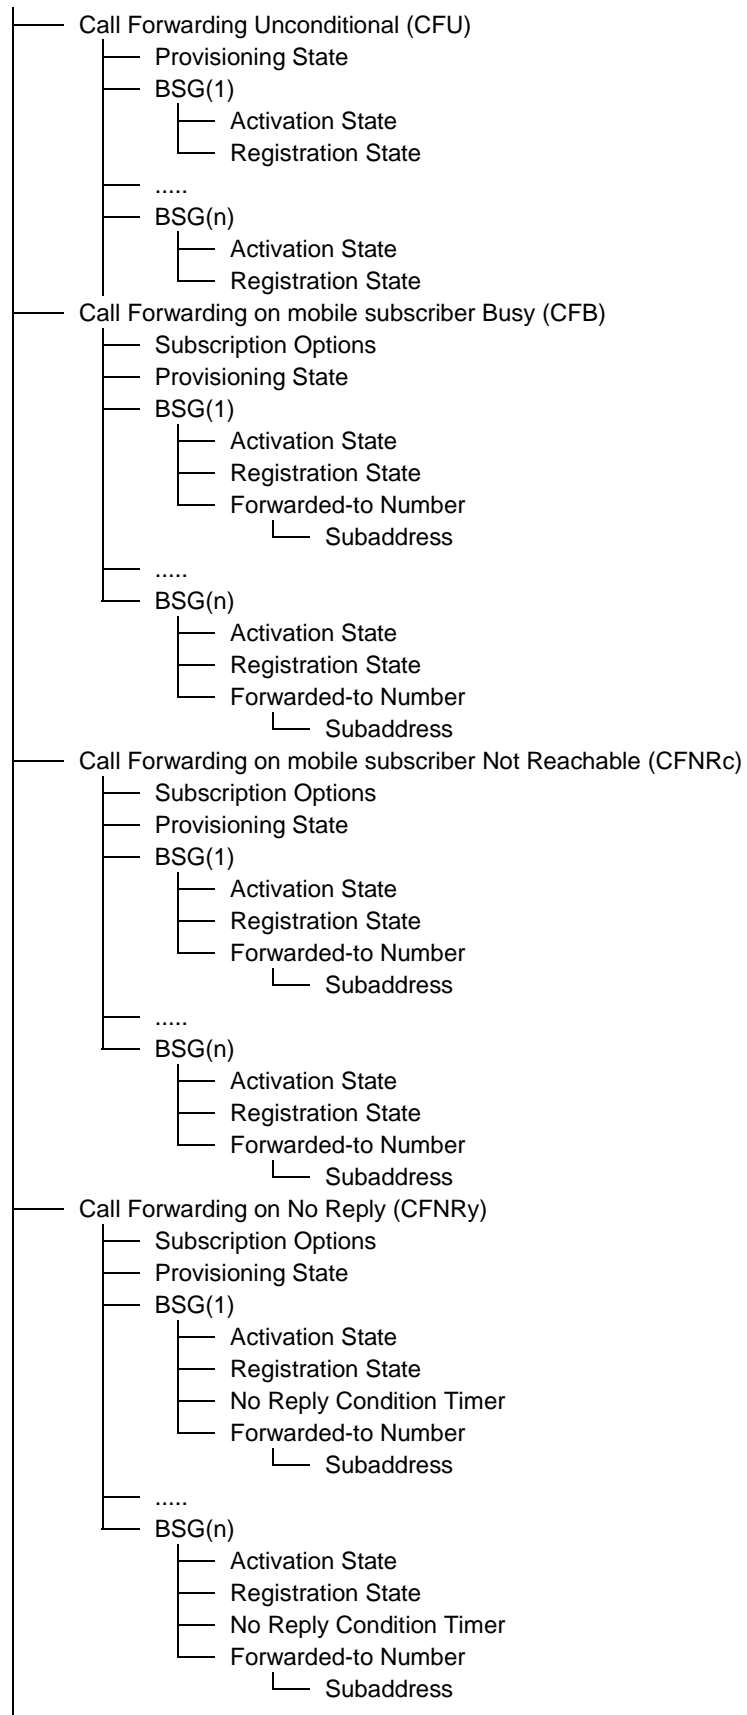 Call Forwarding Unconditional (CFU)
Provisioning State
BSG(1)
Activation State
Registration State
.....
BSG(n)
Activation State
Registration State
Call Forwarding on mobile subscriber Busy (CFB)
Subscription Options
Provisioning State
BSG(1)
Activation State
Registration State
Forwarded-to Number
Subaddress
.....
BSG(n)
Activation State
Registration State
Forwarded-to Number
Subaddress
Call Forwarding on mobile subscriber Not Reachable (CFNRc)
Subscription Options
Provisioning State
BSG(1)
Activation State
Registration State
Forwarded-to Number
Subaddress
.....
BSG(n)
Activation State
Registration State
Forwarded-to Number
Subaddress
Call Forwarding on No Reply (CFNRy)
Subscription Options
Provisioning State
BSG(1)
Activation State
Registration State
No Reply Condition Timer
Forwarded-to Number
Subaddress
.....
BSG(n)
Activation State
Registration State
No Reply Condition Timer
Forwarded-to Number
Subaddress